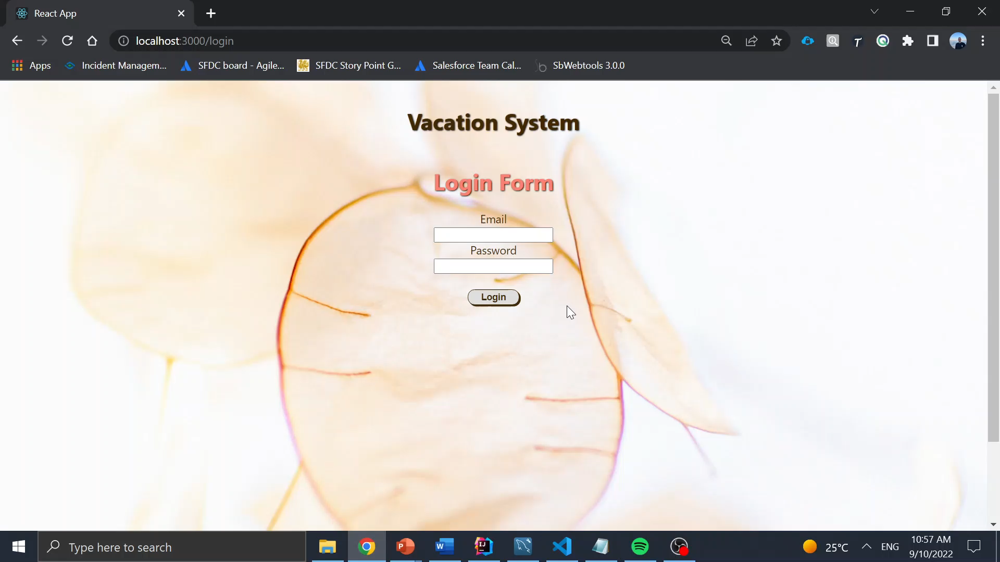 React App
localhost:3000/login
Apps
Incident Managem...
SFDC board - Agile...
SFDC Story Point G...
Salesforce Team Cal...
SbWebtools 3.0.0
Vacation System
Login Form
Email
Password
Login
Type here to search
25°C
ENG
10:57 AM
9/10/2022